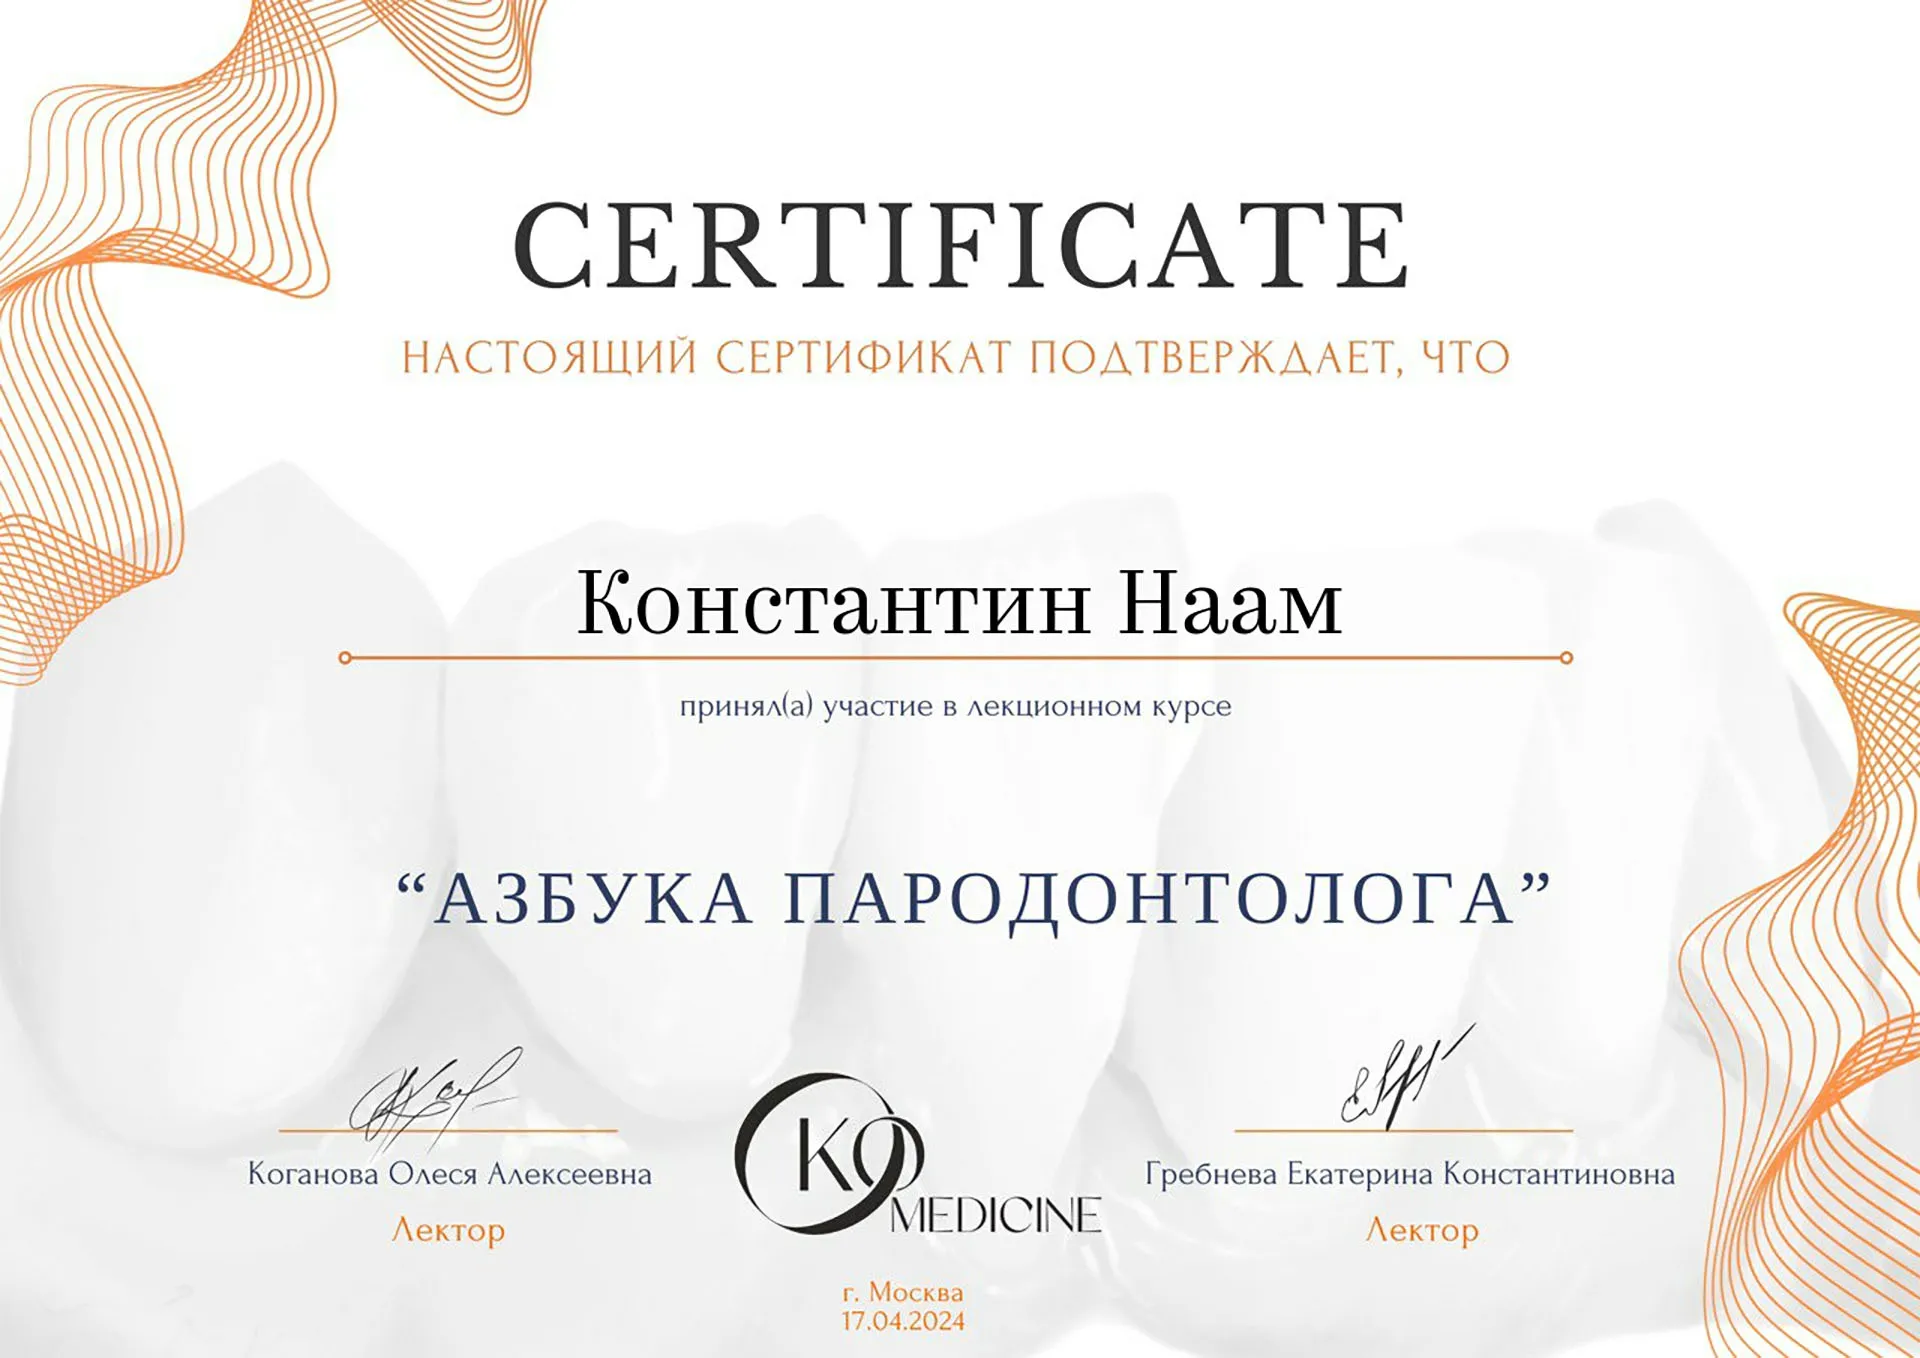 CERTIFICATE
НАСТОЯЩИЙ СЕРТИФИКАТ ПОДТВЕРЖДАЕТ, ЧТО
Константин Наам
принял(а) участие в лекционном курсе
“АЗБУКА ПАРОДОНТОЛОГА”
Коганова Олеся Алексеевна
Лектор
KO
MEDICINE
Гребнева Екатерина Константиновна
Лектор
г. Москва
17.04.2024